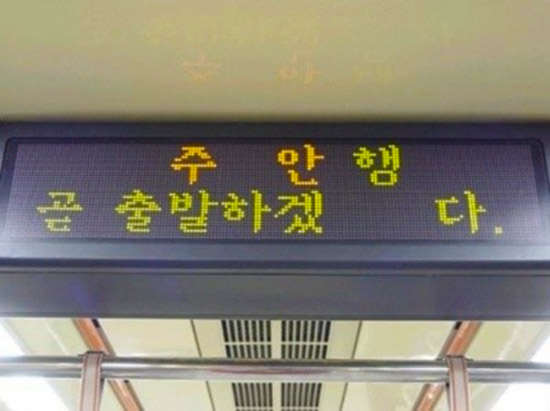 주 안 행
곧 출발하겠 다.